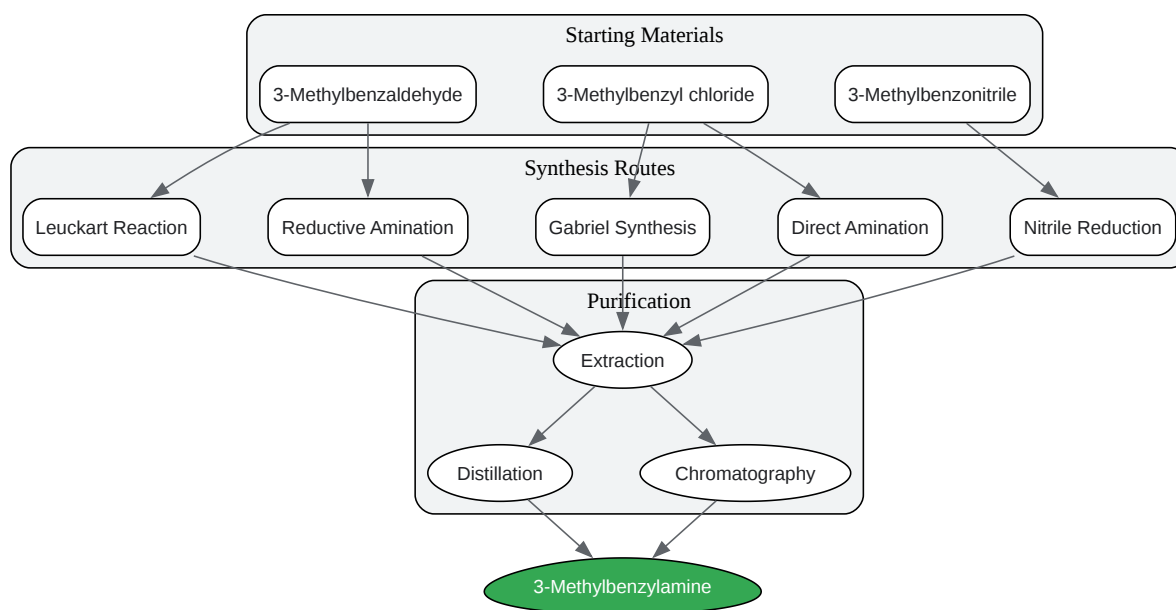 Starting Materials
3-Methylbenzaldehyde
3-Methylbenzyl chloride
3-Methylbenzonitrile
Synthesis Routes
Leuckart Reaction
Reductive Amination
Gabriel Synthesis
Direct Amination
Nitrile Reduction
Purification
Extraction
Distillation
Chromatography
3-Methylbenzylamine